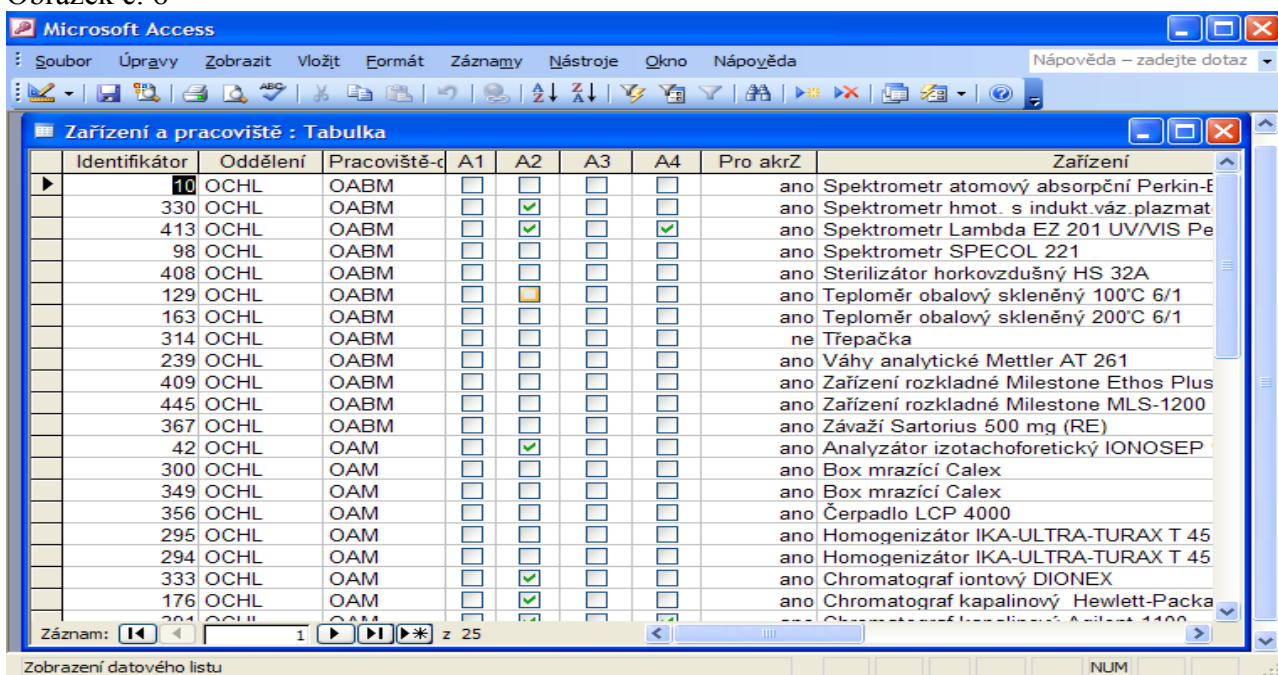 Microsoft Access
Soubor Úpravy Zobrazit Vložit Formát Záznamy Nástroje Okno Nápověda Nápověda – zadejte dotaz
Zařízení a pracoviště : Tabulka
Identifikátor Oddělení Pracoviště-c A1 A2 A3 A4 Pro akrZ Zařízení
10 OCHL OABM ano Spektrometr atomový absorpční Perkin-E
330 OCHL OABM ano Spektrometr hmot. s indukt.váz.plazmat
413 OCHL OABM ano Spektrometr Lambda EZ 201 UV/VIS Pe
98 OCHL OABM ano Spektrometr SPECOL 221
408 OCHL OABM ano Sterilizátor horkovzdušný HS 32A
129 OCHL OABM ano Teploměr obalový skleněný 100°C 6/1
163 OCHL OABM ano Teploměr obalový skleněný 200°C 6/1
314 OCHL OABM ne Třepačka
239 OCHL OABM ano Váhy analytické Mettler AT 261
409 OCHL OABM ano Zařízení rozkladné Milestone Ethos Plus
445 OCHL OABM ano Zařízení rozkladné Milestone MLS-1200
367 OCHL OABM ano Závaží Sartorius 500 mg (RE)
42 OCHL OAM ano Analyzátor izotachoforetický IONOSEP
300 OCHL OAM ano Box mrazící Calex
349 OCHL OAM ano Box mrazící Calex
356 OCHL OAM ano Čerpadlo LCP 4000
295 OCHL OAM ano Homogenizátor IKA-ULTRA-TURAX T 45
294 OCHL OAM ano Homogenizátor IKA-ULTRA-TURAX T 45
333 OCHL OAM ano Chromatograf iontový DIONEX
176 OCHL OAM ano Chromatograf kapalinový Hewlett-Packa
Záznam: 1 z 25
Zobrazení datového listu NUM